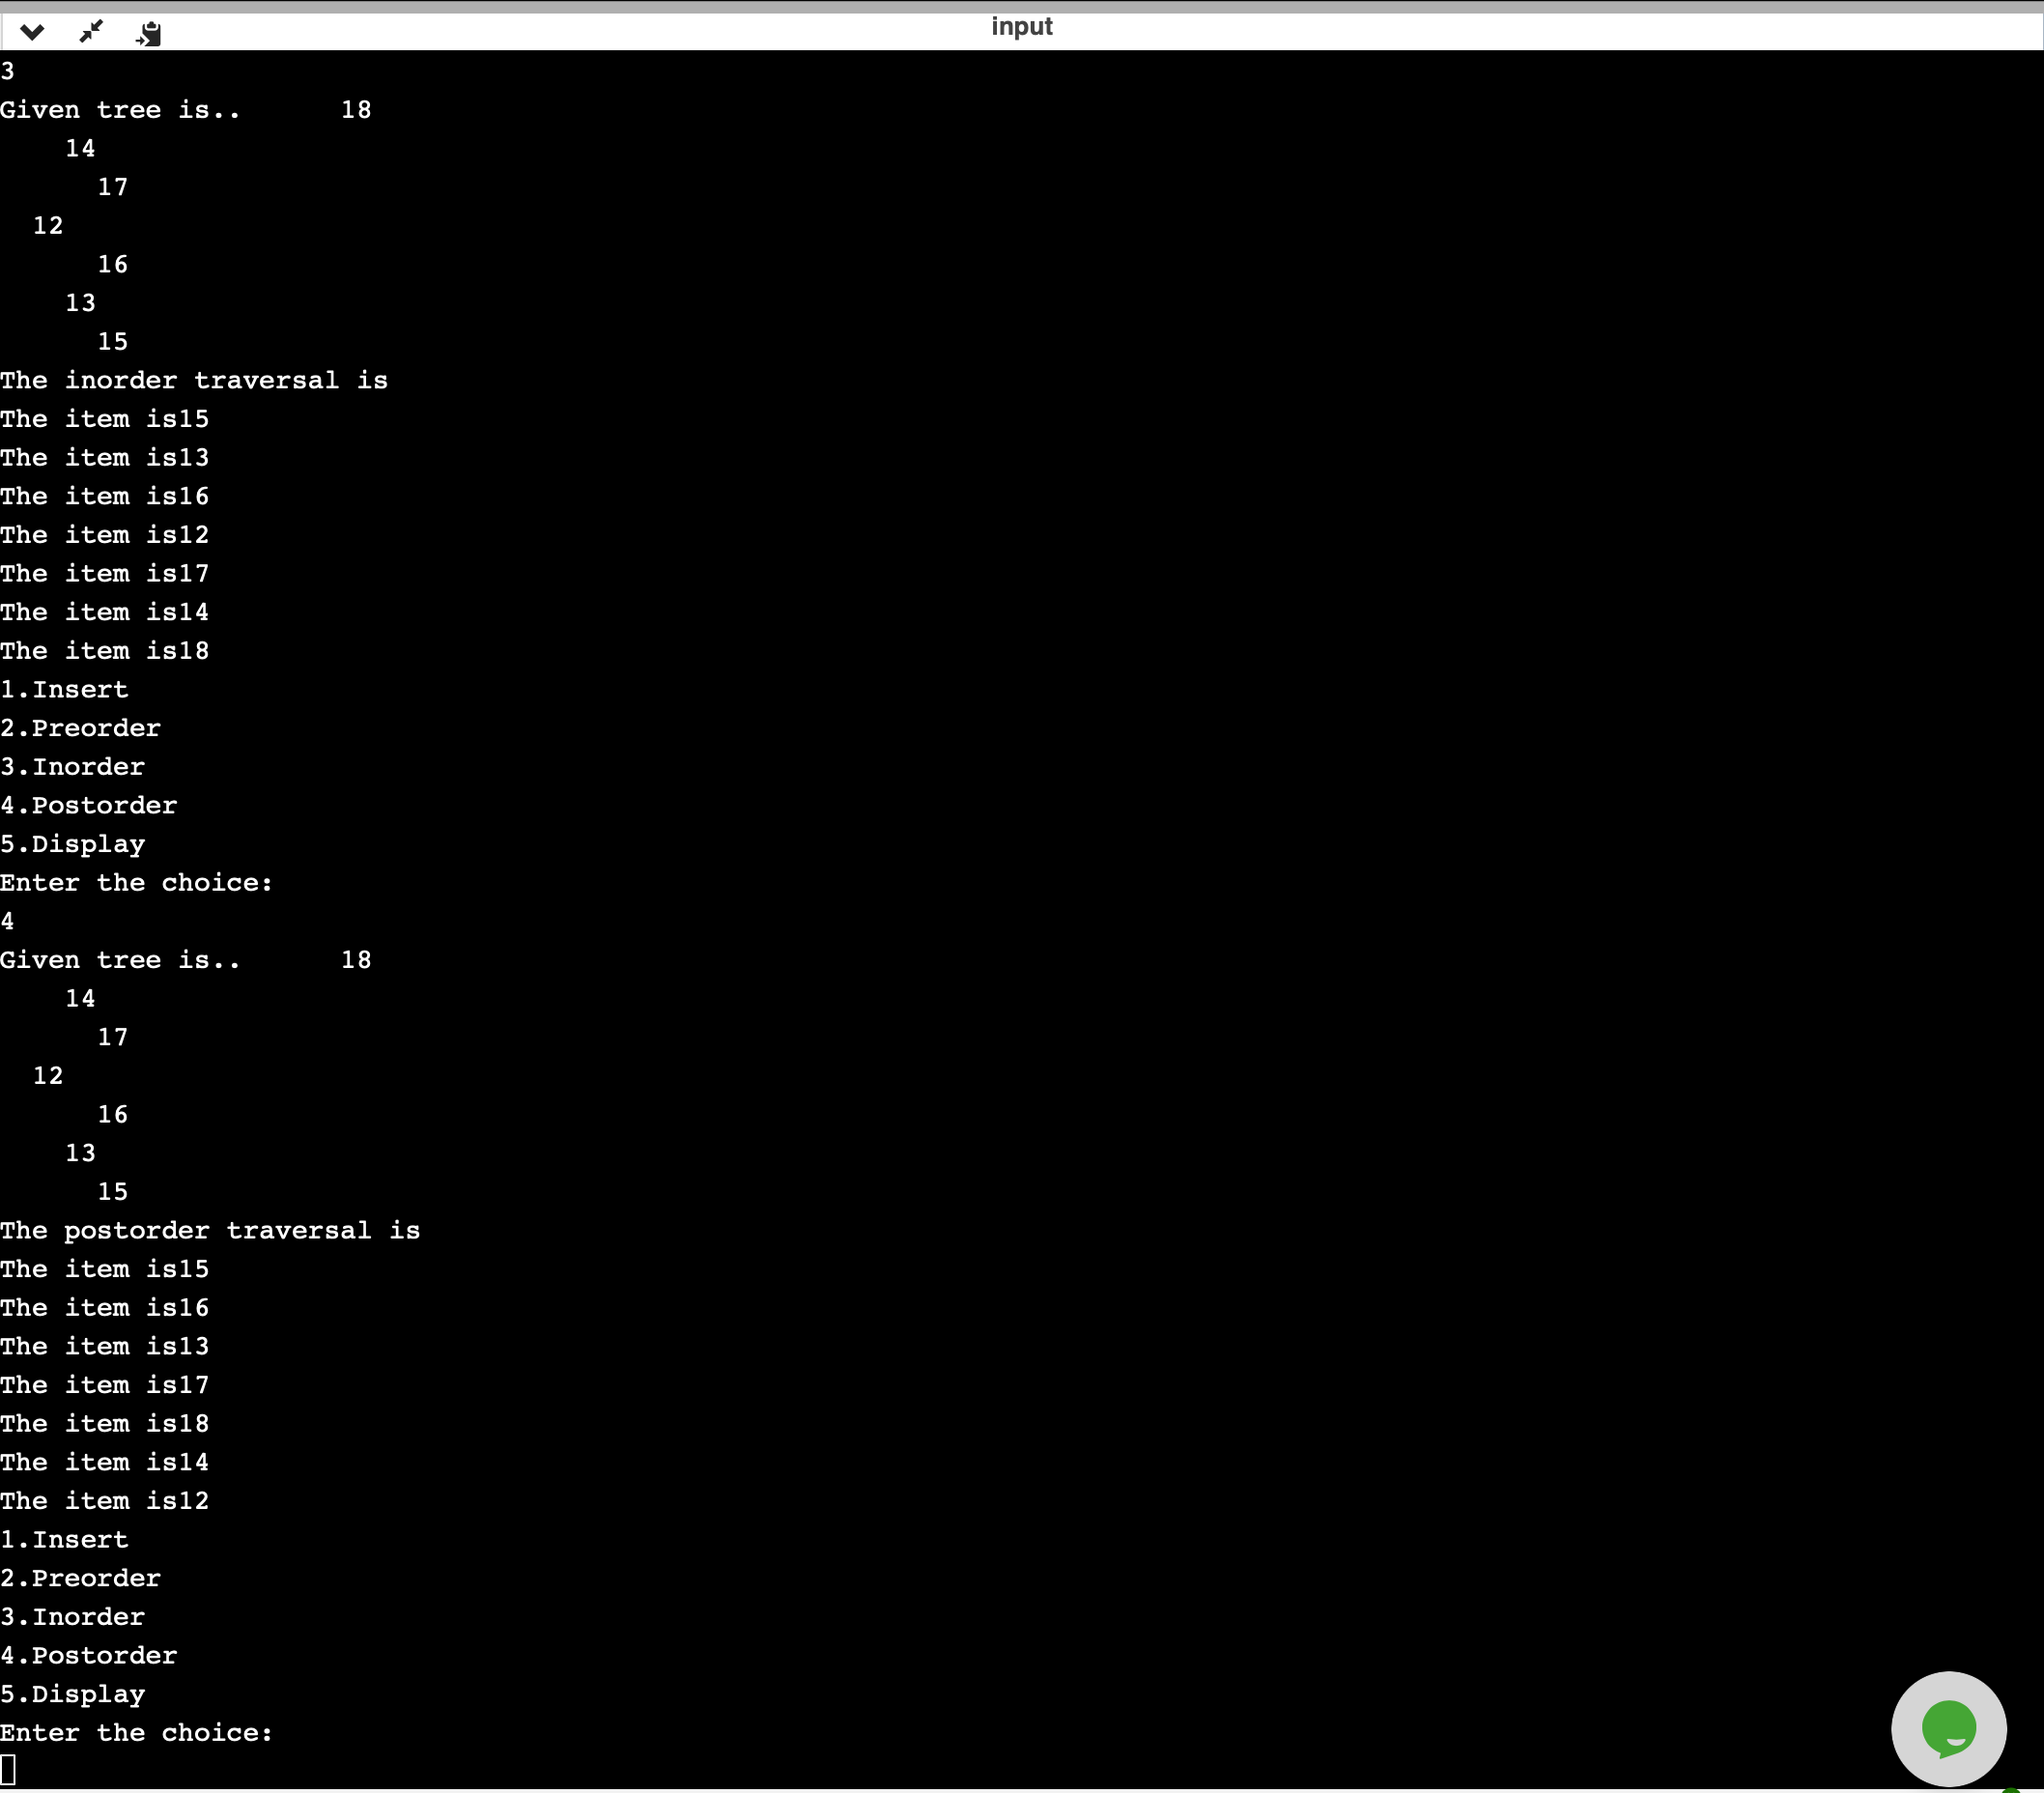 input
3
Given tree is..      18
    14
      17
  12
      16
    13
      15
The inorder traversal is
The item is15
The item is13
The item is16
The item is12
The item is17
The item is14
The item is18
1.Insert
2.Preorder
3.Inorder
4.Postorder
5.Display
Enter the choice:
4
Given tree is..      18
    14
      17
  12
      16
    13
      15
The postorder traversal is
The item is15
The item is16
The item is13
The item is17
The item is18
The item is14
The item is12
1.Insert
2.Preorder
3.Inorder
4.Postorder
5.Display
Enter the choice: